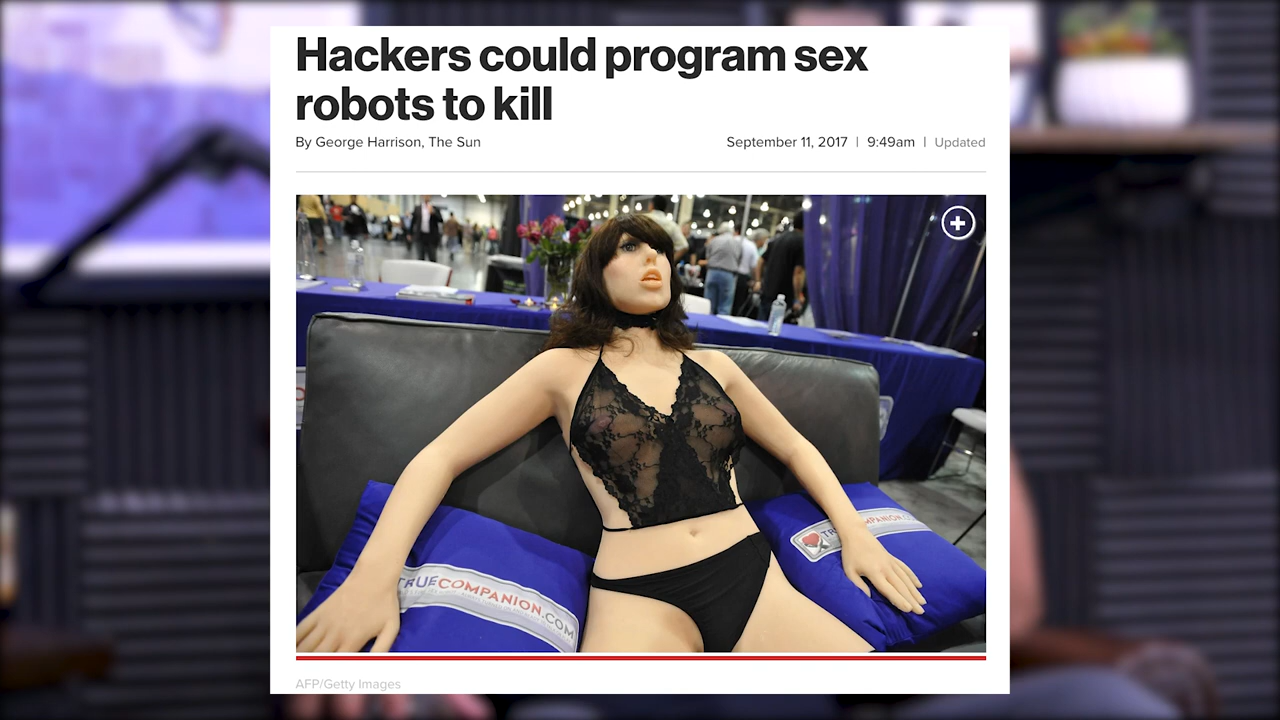 Hackers could program sex
robots to kill
By George Harrison, The Sun
September 11, 2017 | 9:49am | Updated
TRUECOMPANION.COM
AFP/Getty Images